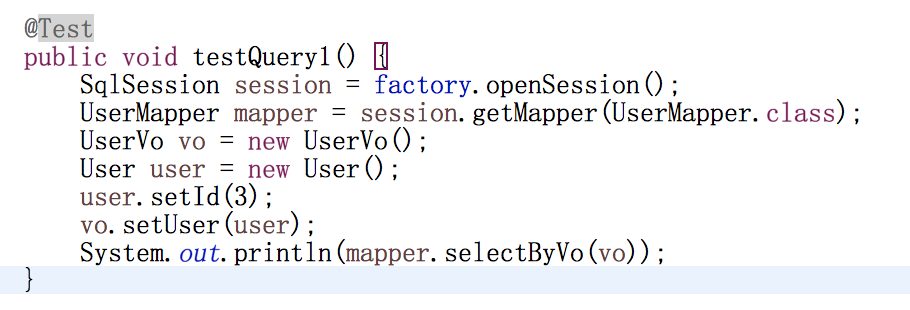 @Test
public void testQuery1() {
    SqlSession session = factory.openSession();
    UserMapper mapper = session.getMapper(UserMapper.class);
    UserVo vo = new UserVo();
    User user = new User();
    user.setId(3);
    vo.setUser(user);
    System.out.println(mapper.selectByVo(vo));
}